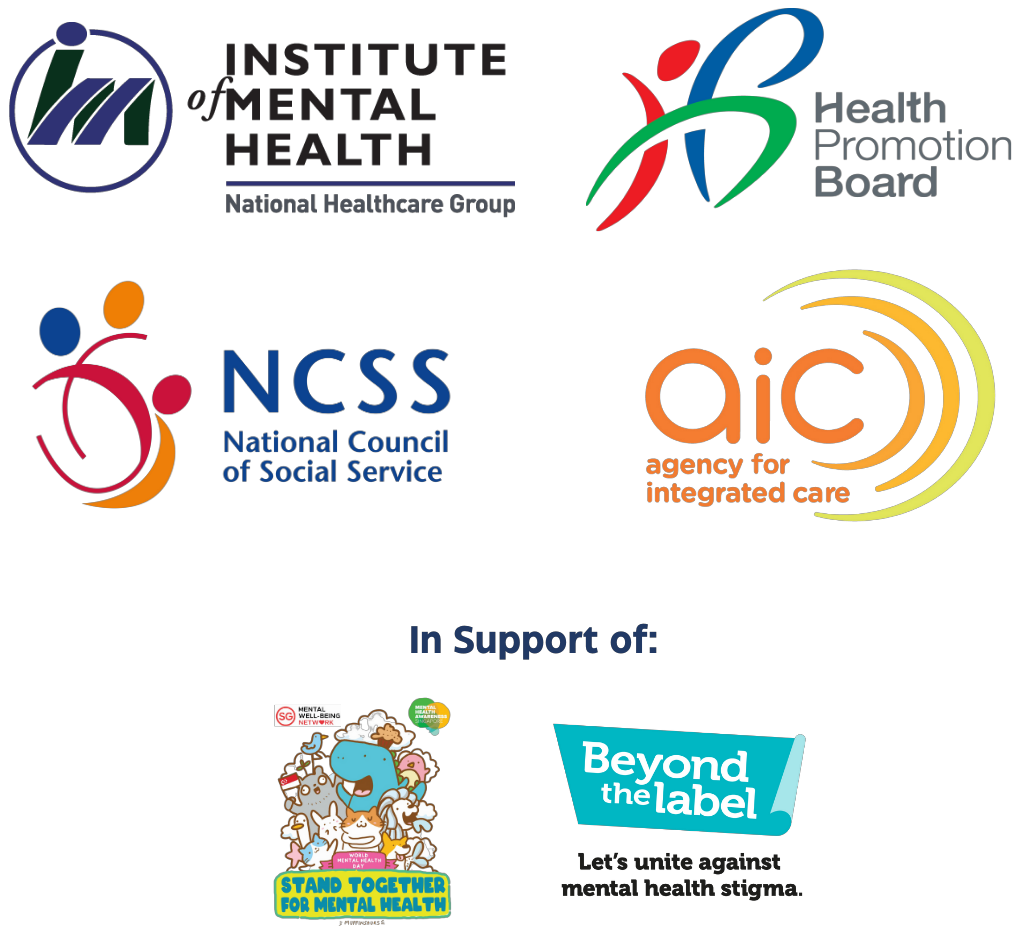 INSTITUTE
of MENTAL
HEALTH
National Healthcare Group
Health
Promotion
Board
NCSS
National Council
of Social Service
aic
agency for
integrated care
In Support of:
SG
MENTAL
WELL-BEING
NETWORK
MENTAL
HEALTH
AWARENESS
SINGAPORE
WORLD
MENTAL HEALTH
DAY
STAND TOGETHER
FOR MENTAL HEALTH
Beyond
the label
Let's unite against
mental health stigma.